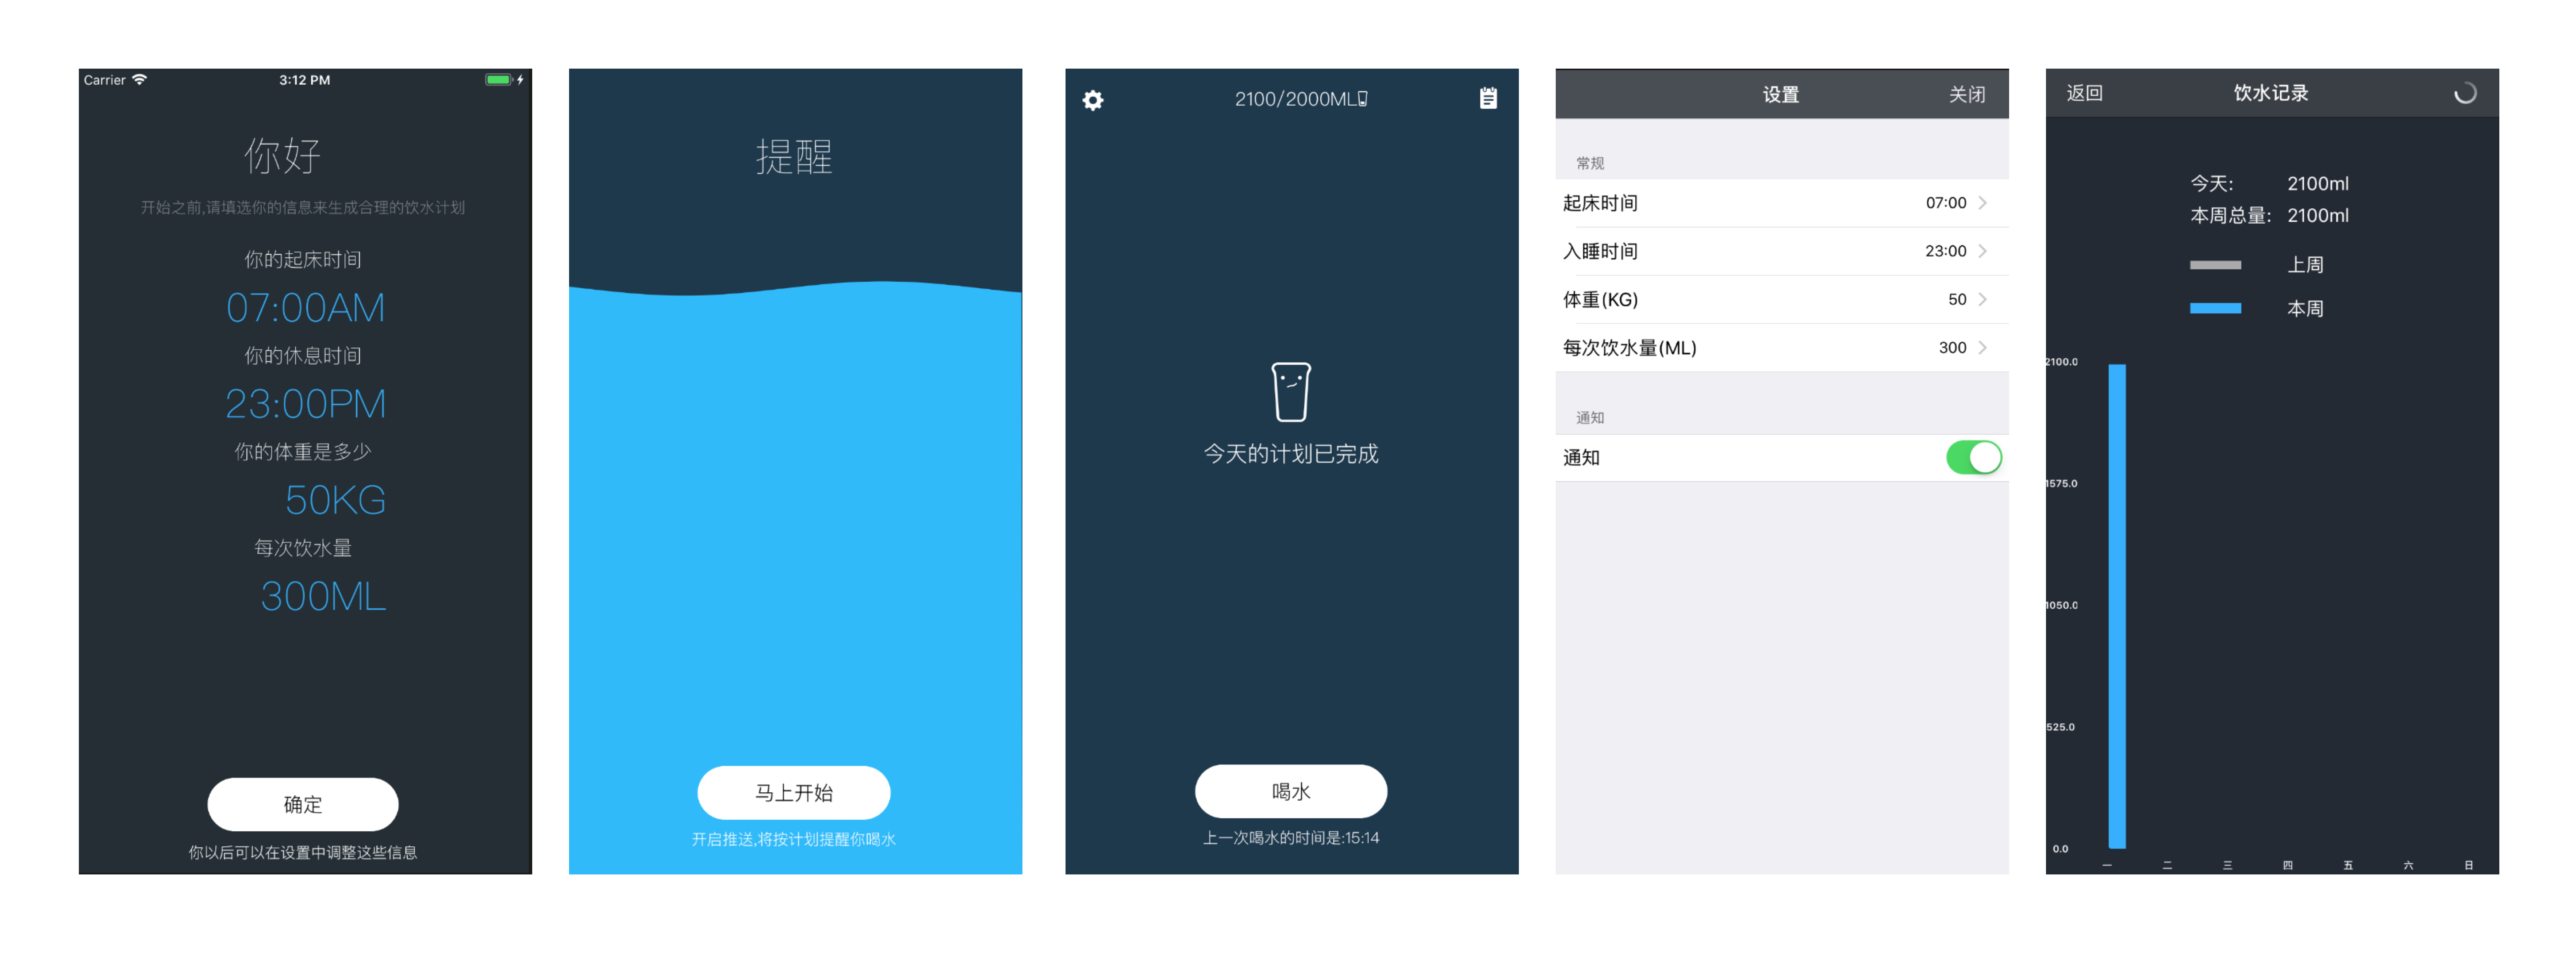 Carrier
3:12 PM
你好
开始之前,请填选你的信息来生成合理的饮水计划
你的起床时间
07:00AM
你的休息时间
23:00PM
你的体重是多少
50KG
每次饮水量
300ML
确定
你以后可以在设置中调整这些信息
提醒
马上开始
开启推送,将按计划提醒你喝水
2100/2000ML
今天的计划已完成
喝水
上一次喝水的时间是:15:14
设置
关闭
常规
起床时间 07:00
入睡时间 23:00
体重(KG) 50
每次饮水量(ML) 300
通知
通知
返回
饮水记录
今天: 2100ml
本周总量: 2100ml
上周
本周
2100.0
1575.0
1050.0
525.0
0.0
一 二 三 四 五 六 日